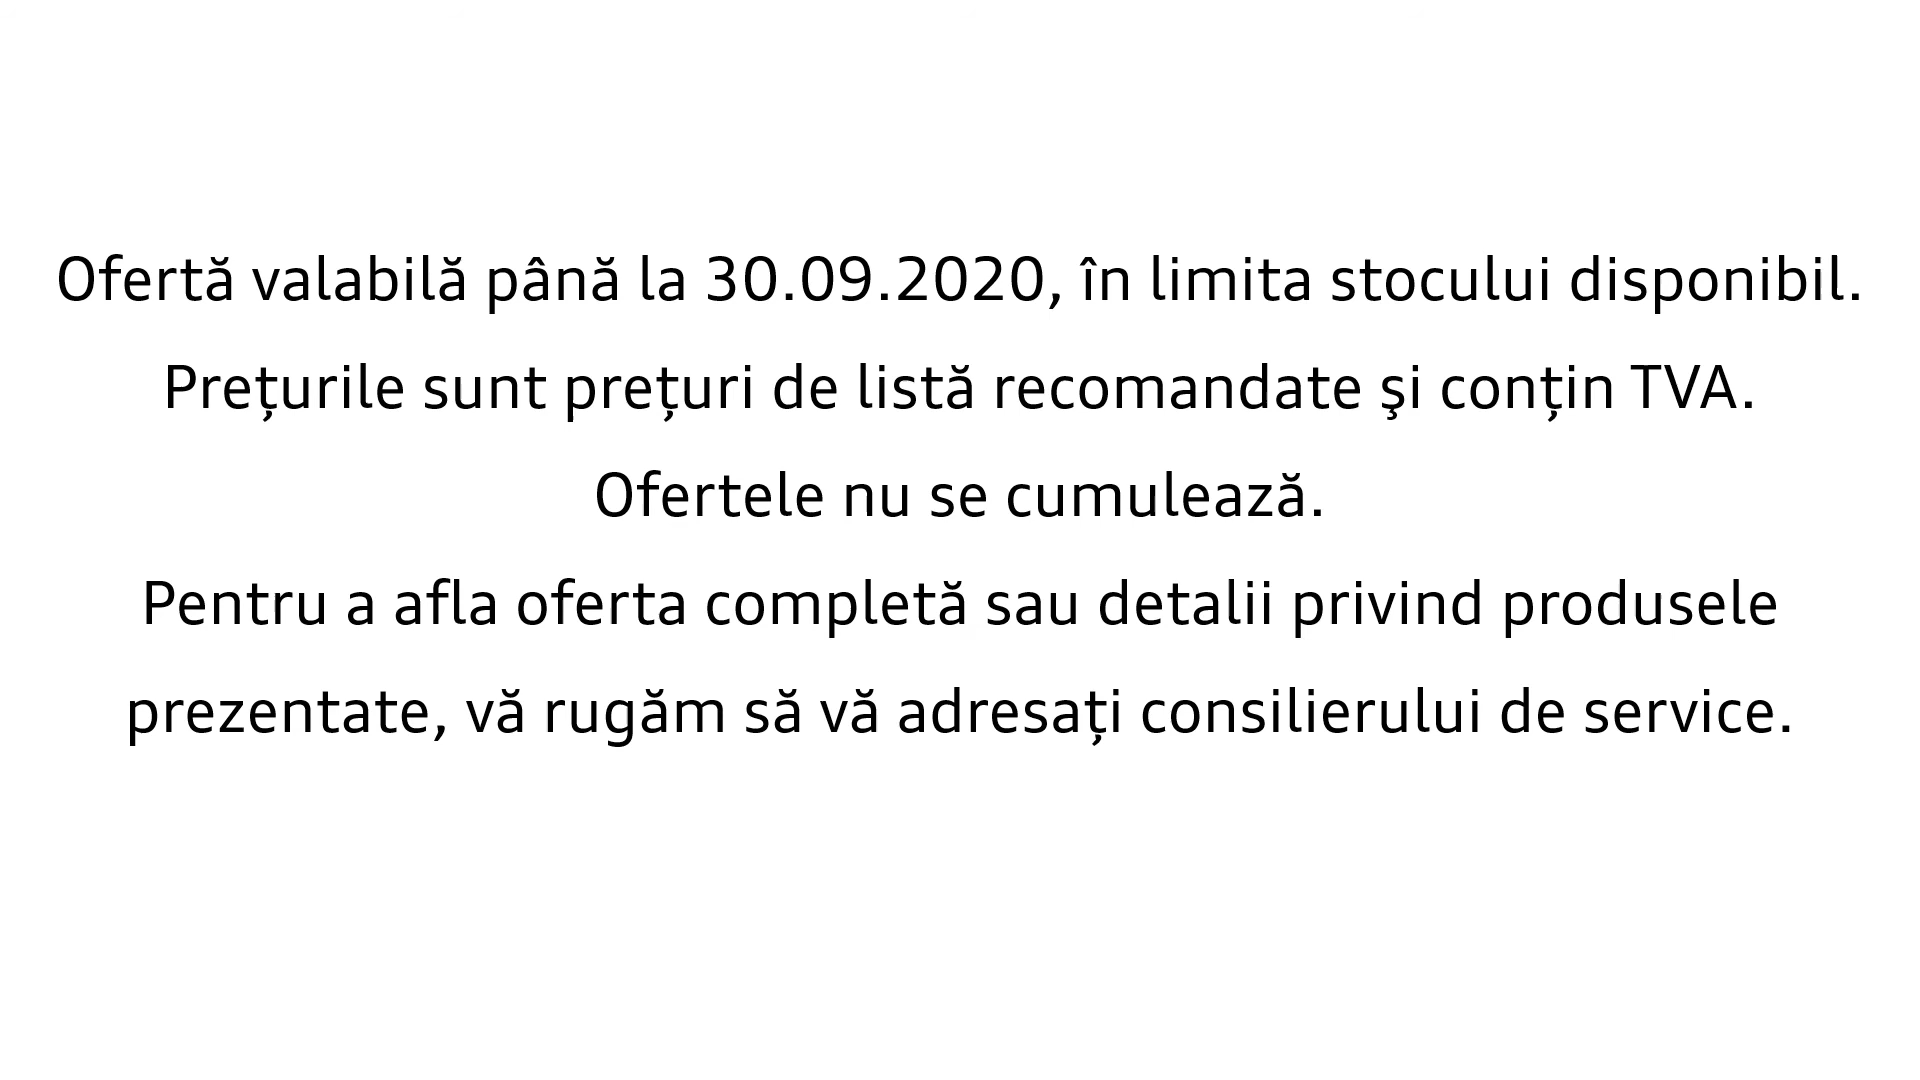 Ofertă valabilă până la 30.09.2020, în limita stocului disponibil.
Prețurile sunt prețuri de listă recomandate şi conțin TVA.
Ofertele nu se cumulează.
Pentru a afla oferta completă sau detalii privind produsele
prezentate, vă rugăm să vă adresați consilierului de service.